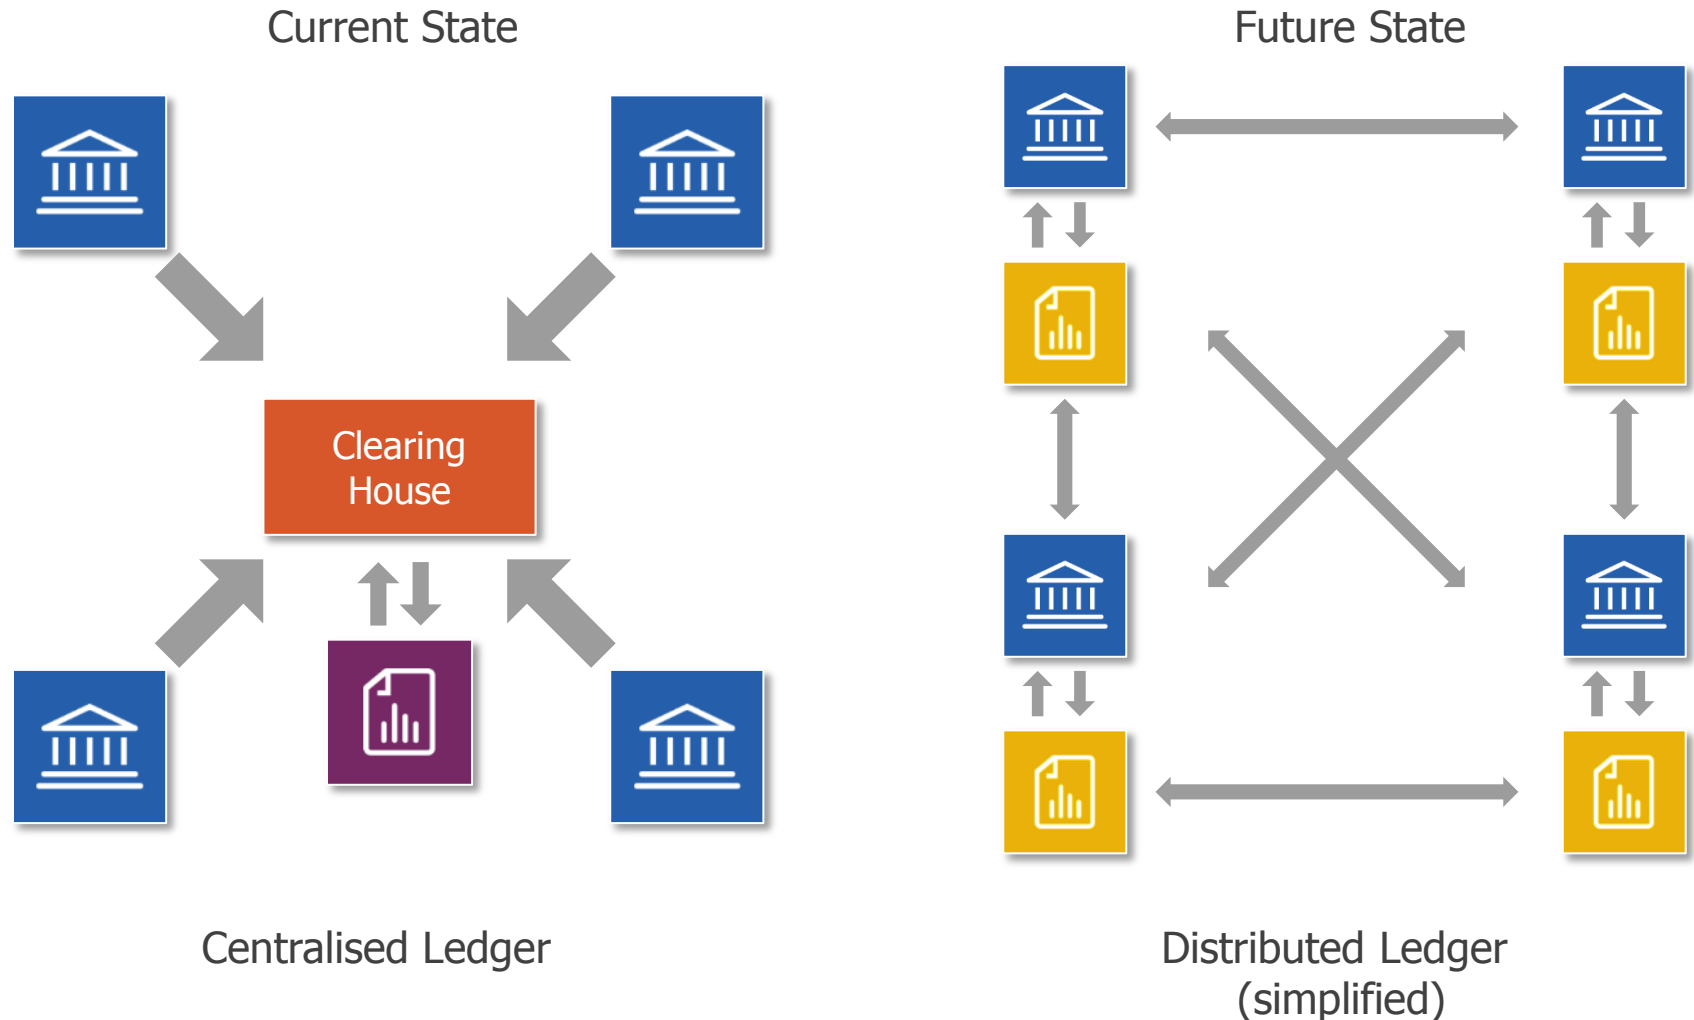 Current State
Clearing
House
Centralised Ledger
Future State
Distributed Ledger
(simplified)